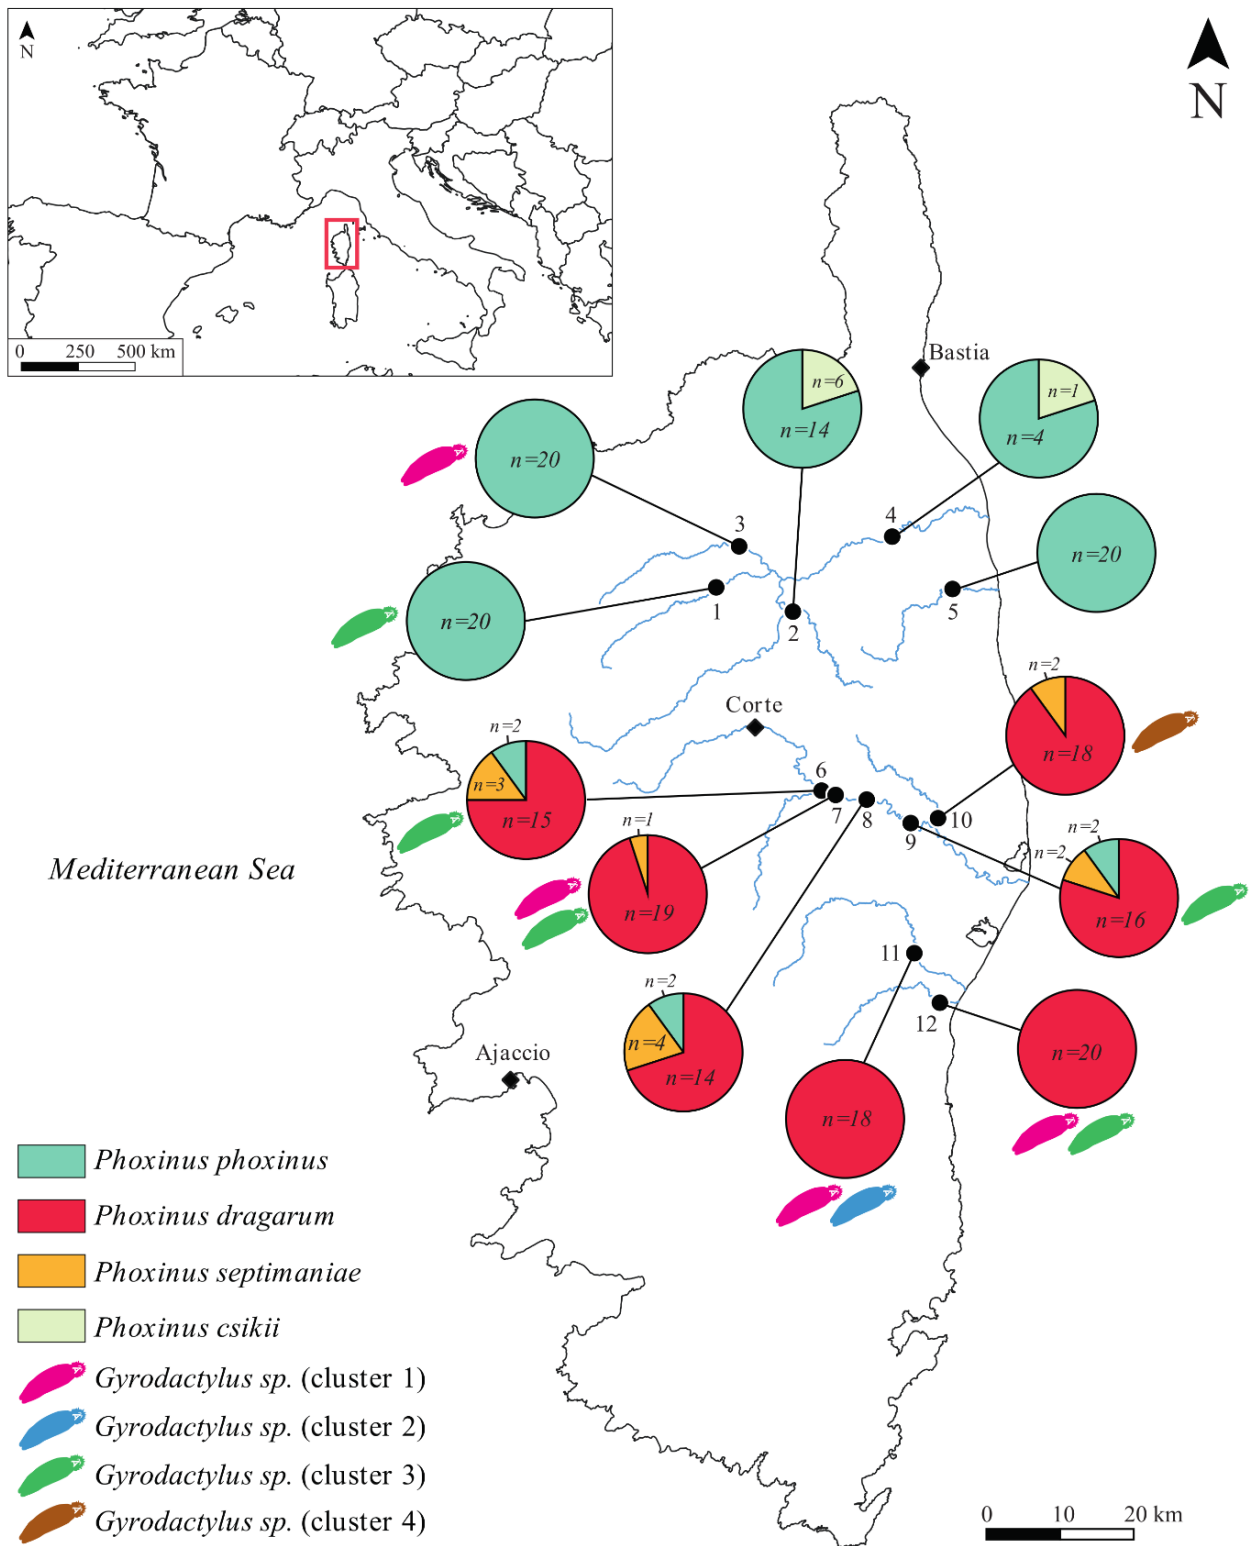 N
0 250 500 km
N
Bastia
n=6
n=14
n=1
n=4
n=20
3
4
n=20
n=20
1
2
5
n=2
Corte
n=18
n=2
n=3
n=15
6
7
8
9
10
n=1
n=19
n=2
n=2
n=16
Mediterranean Sea
11
n=2
n=4
n=14
12
n=20
Ajaccio
n=18
Phoxinus phoxinus
Phoxinus dragarum
Phoxinus septimaniae
Phoxinus csikii
Gyrodactylus sp. (cluster 1)
Gyrodactylus sp. (cluster 2)
Gyrodactylus sp. (cluster 3)
Gyrodactylus sp. (cluster 4)
0 10 20 km